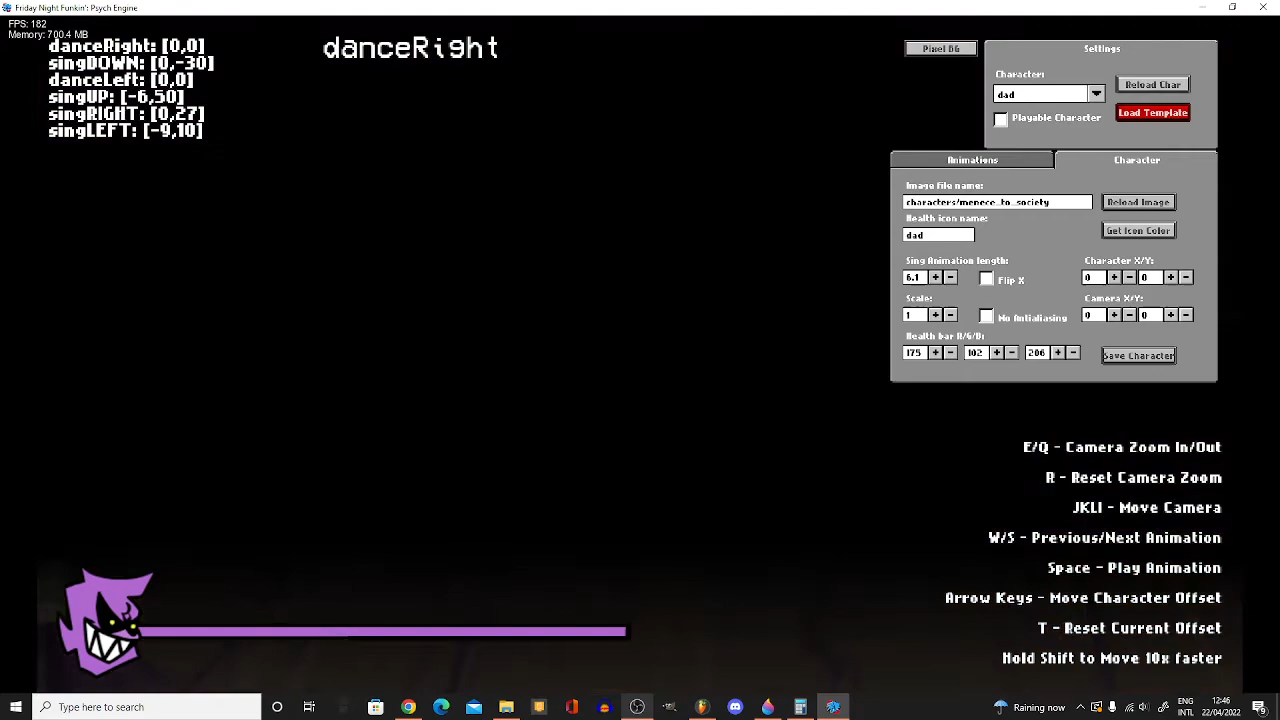 Friday Night Funkin': Psych Engine
FPS: 182
Memory: 700.4 MB
danceRight: [0,0]
singDOWN: [0,-30]
danceLeft: [0,0]
singUP: [-6,50]
singRIGHT: [0,27]
singLEFT: [-9,10]
danceRight
Pixel BG
Settings
Character:
dad
Reload Char
Playable Character
Load Template
Animations
Character
Image file name:
characters/menece_to_society
Reload Image
Health icon name:
dad
Get Icon Color
Sing Animation length:
Character X/Y:
6.1 + -
Flip X
0 + - 0 + -
Scale:
Camera X/Y:
1 + -
No Antialiasing
0 + - 0 + -
Health bar R/G/B:
175 + - 102 + - 206 + -
Save Character
E/Q - Camera Zoom In/Out
R - Reset Camera Zoom
JKLI - Move Camera
W/S - Previous/Next Animation
Space - Play Animation
Arrow Keys - Move Character Offset
T - Reset Current Offset
Hold Shift to Move 10x faster
Type here to search
Raining now
ENG
INTL
12:46
22/04/2022